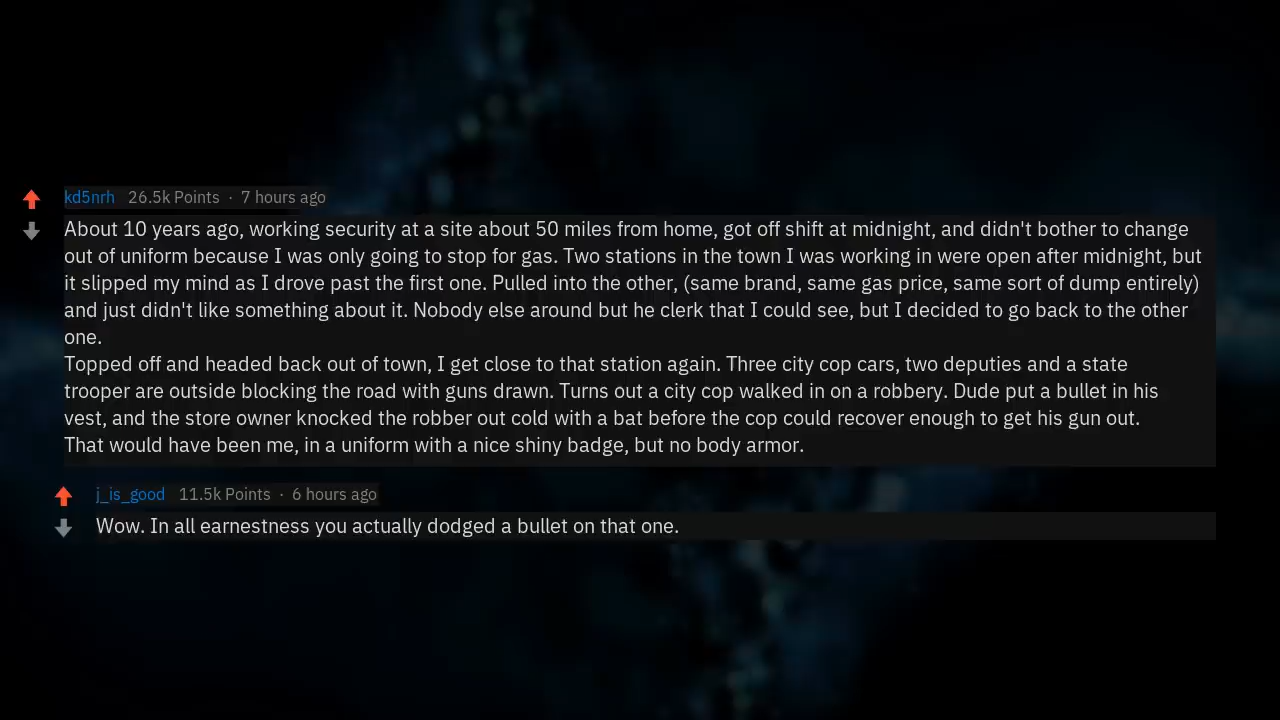 kd5nrh 26.5k Points · 7 hours ago
About 10 years ago, working security at a site about 50 miles from home, got off shift at midnight, and didn't bother to change
out of uniform because I was only going to stop for gas. Two stations in the town I was working in were open after midnight, but
it slipped my mind as I drove past the first one. Pulled into the other, (same brand, same gas price, same sort of dump entirely)
and just didn't like something about it. Nobody else around but he clerk that I could see, but I decided to go back to the other
one.
Topped off and headed back out of town, I get close to that station again. Three city cop cars, two deputies and a state
trooper are outside blocking the road with guns drawn. Turns out a city cop walked in on a robbery. Dude put a bullet in his
vest, and the store owner knocked the robber out cold with a bat before the cop could recover enough to get his gun out.
That would have been me, in a uniform with a nice shiny badge, but no body armor.
j_is_good 11.5k Points · 6 hours ago
Wow. In all earnestness you actually dodged a bullet on that one.